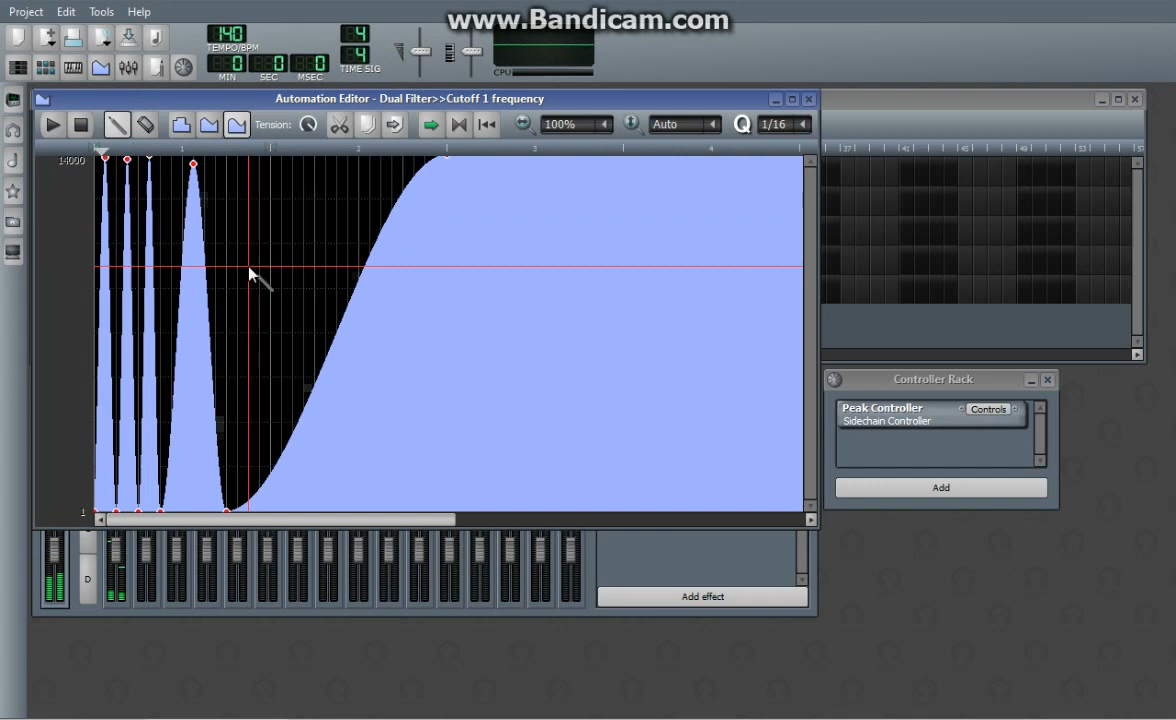 Project Edit Tools Help
www.Bandicam.com
140
TEMPO/BPM
0 0 0
MIN SEC MSEC
4
4
TIME SIG
CPU
Automation Editor - Dual Filter>>Cutoff 1 frequency
Tension:
100%
Auto
Q
1/16
1 2 3 4
37 41 45 49 53 57
14000
1
Controller Rack
Peak Controller
Controls
Sidechain Controller
Add
D
Add effect